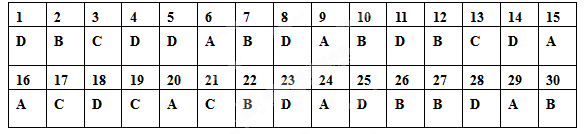 1 2 3 4 5 6 7 8 9 10 11 12 13 14 15
D B C D D A B D A B D B C D A
16 17 18 19 20 21 22 23 24 25 26 27 28 29 30
A C D C A C B D A D B B D A B